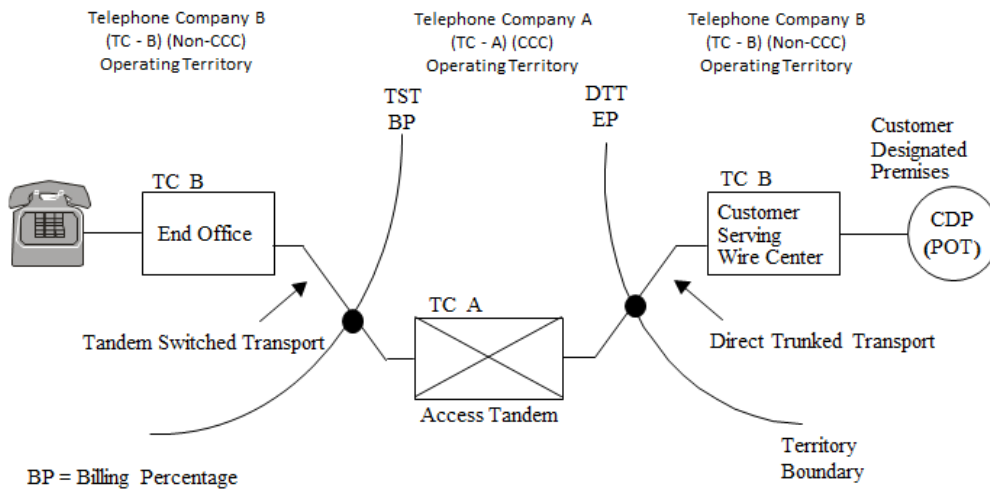 Telephone Company B
(TC - B) (Non-CCC)
Operating Territory
Telephone Company A
(TC - A) (CCC)
Operating Territory
Telephone Company B
(TC - B) (Non-CCC)
Operating Territory
TST
BP
DTT
EP
Customer
Designated
Premises
TC B
End Office
TC B
Customer
Serving
Wire Center
CDP
(POT)
TC A
Tandem Switched Transport
Direct Trunked Transport
Access Tandem
Territory
Boundary
BP = Billing Percentage